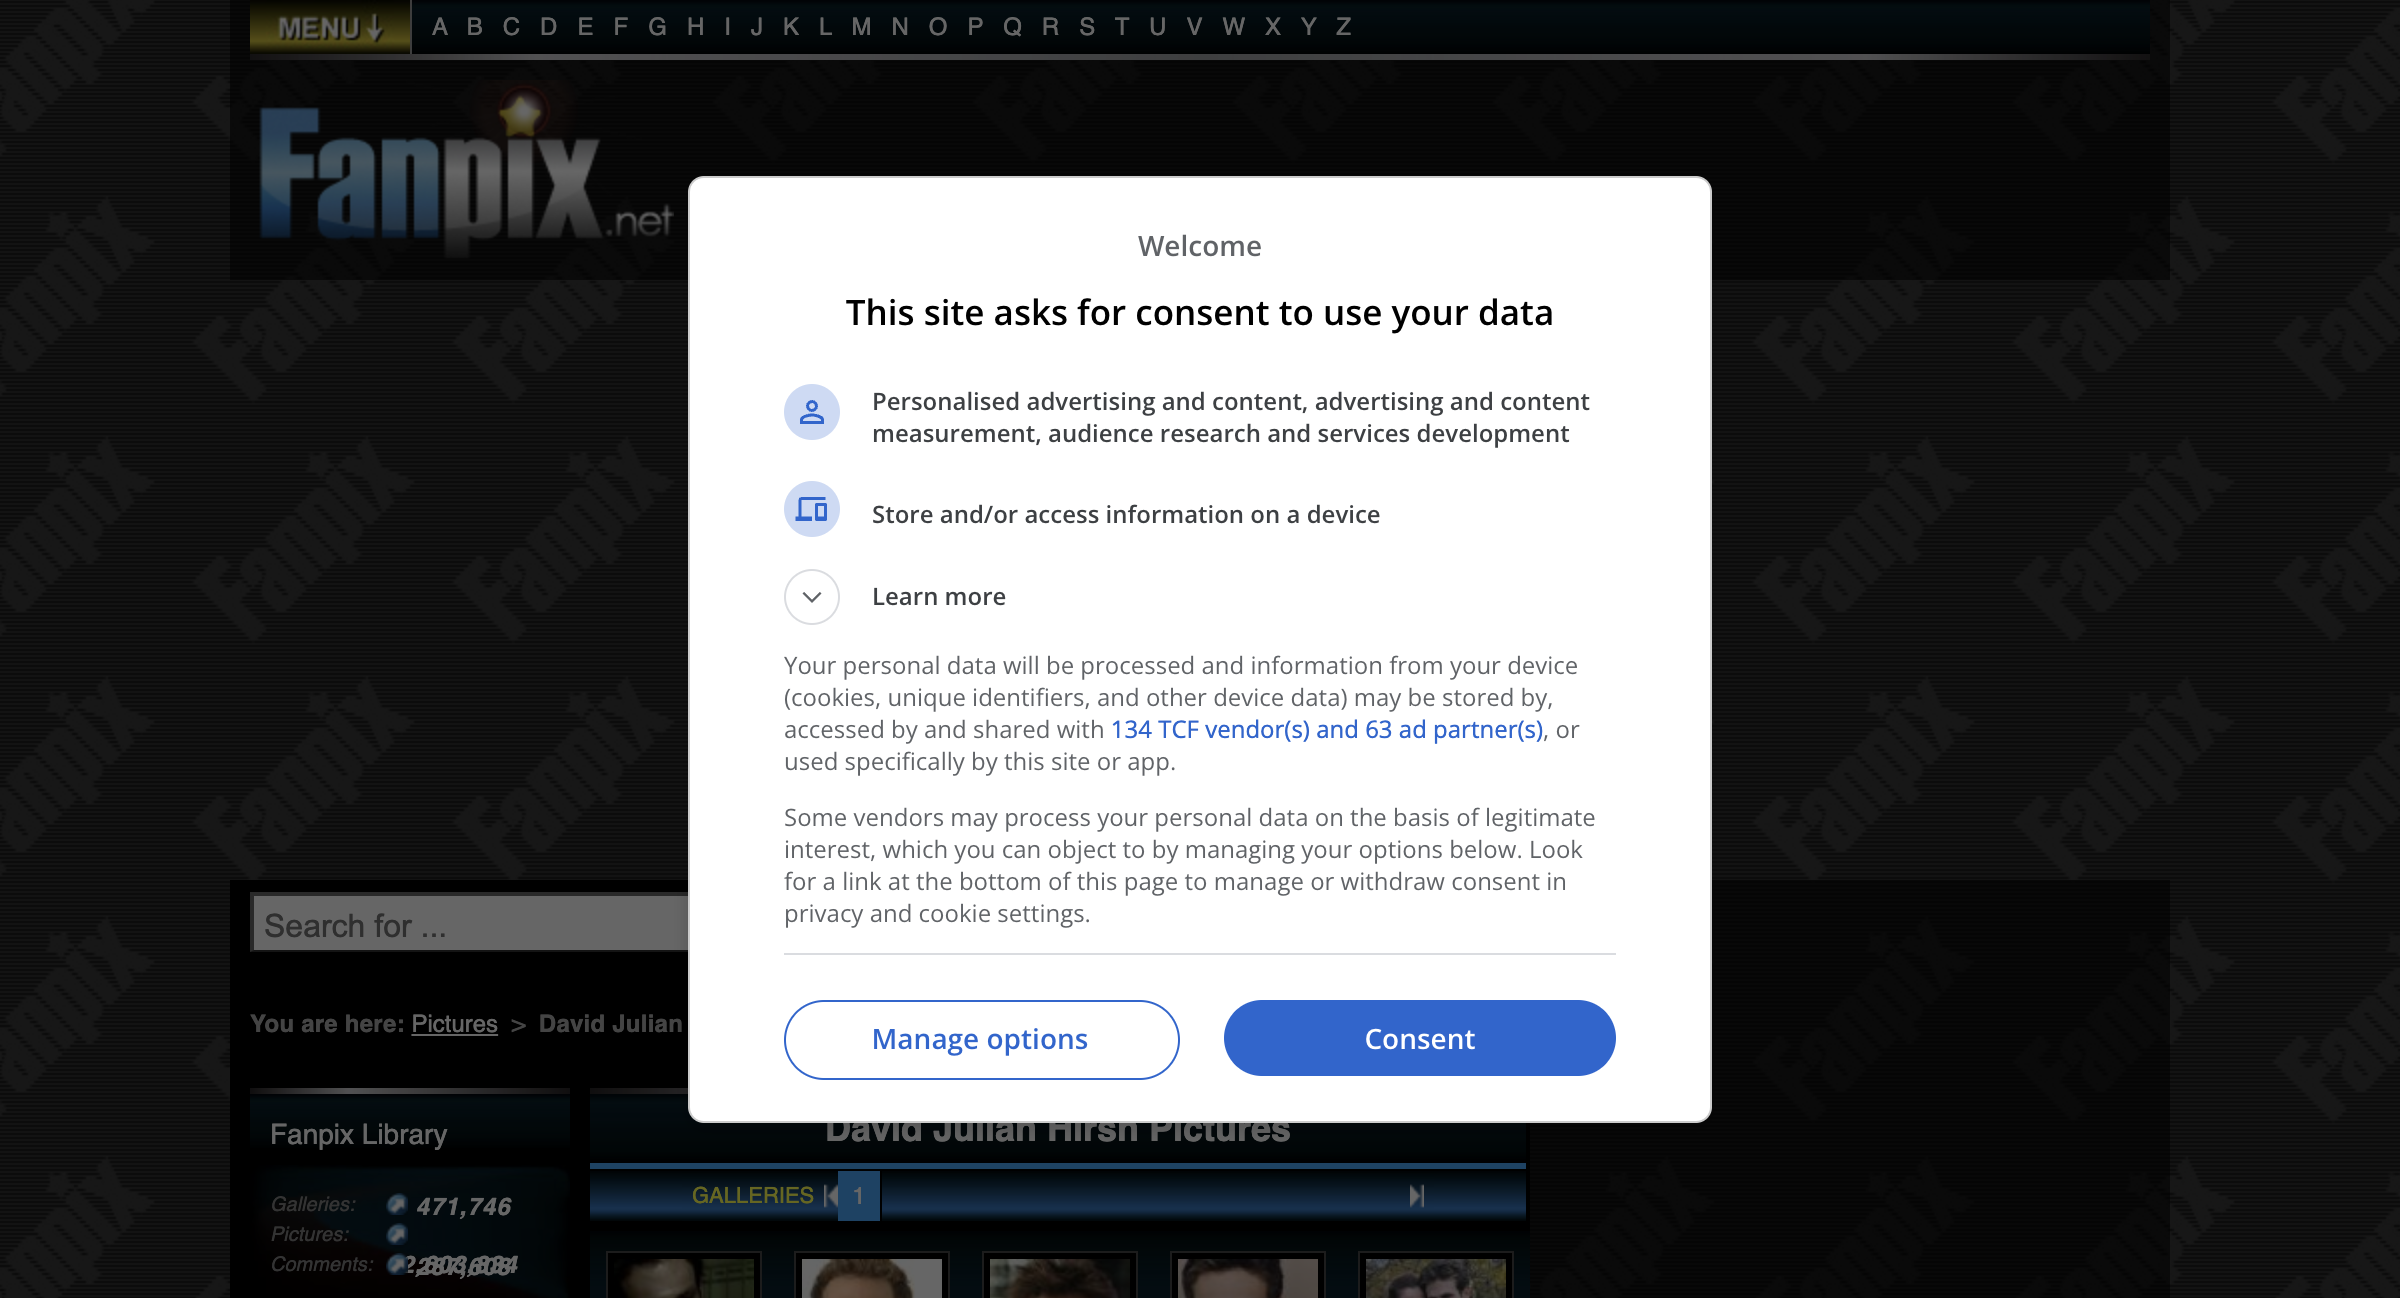 MENU
A B C D E F G H I J K L M N O P Q R S T U V W X Y Z
Fanpix.net
Welcome
This site asks for consent to use your data
Personalised advertising and content, advertising and content
measurement, audience research and services development
Store and/or access information on a device
Learn more
Your personal data will be processed and information from your device
(cookies, unique identifiers, and other device data) may be stored by,
accessed by and shared with 134 TCF vendor(s) and 63 ad partner(s), or
used specifically by this site or app.
Some vendors may process your personal data on the basis of legitimate
interest, which you can object to by managing your options below. Look
for a link at the bottom of this page to manage or withdraw consent in
privacy and cookie settings.
Manage options
Consent
Search for ...
You are here: Pictures > David Julian
Fanpix Library
Galleries: 471,746
Pictures:
Comments:
David Julian Hirsh Pictures
GALLERIES 1